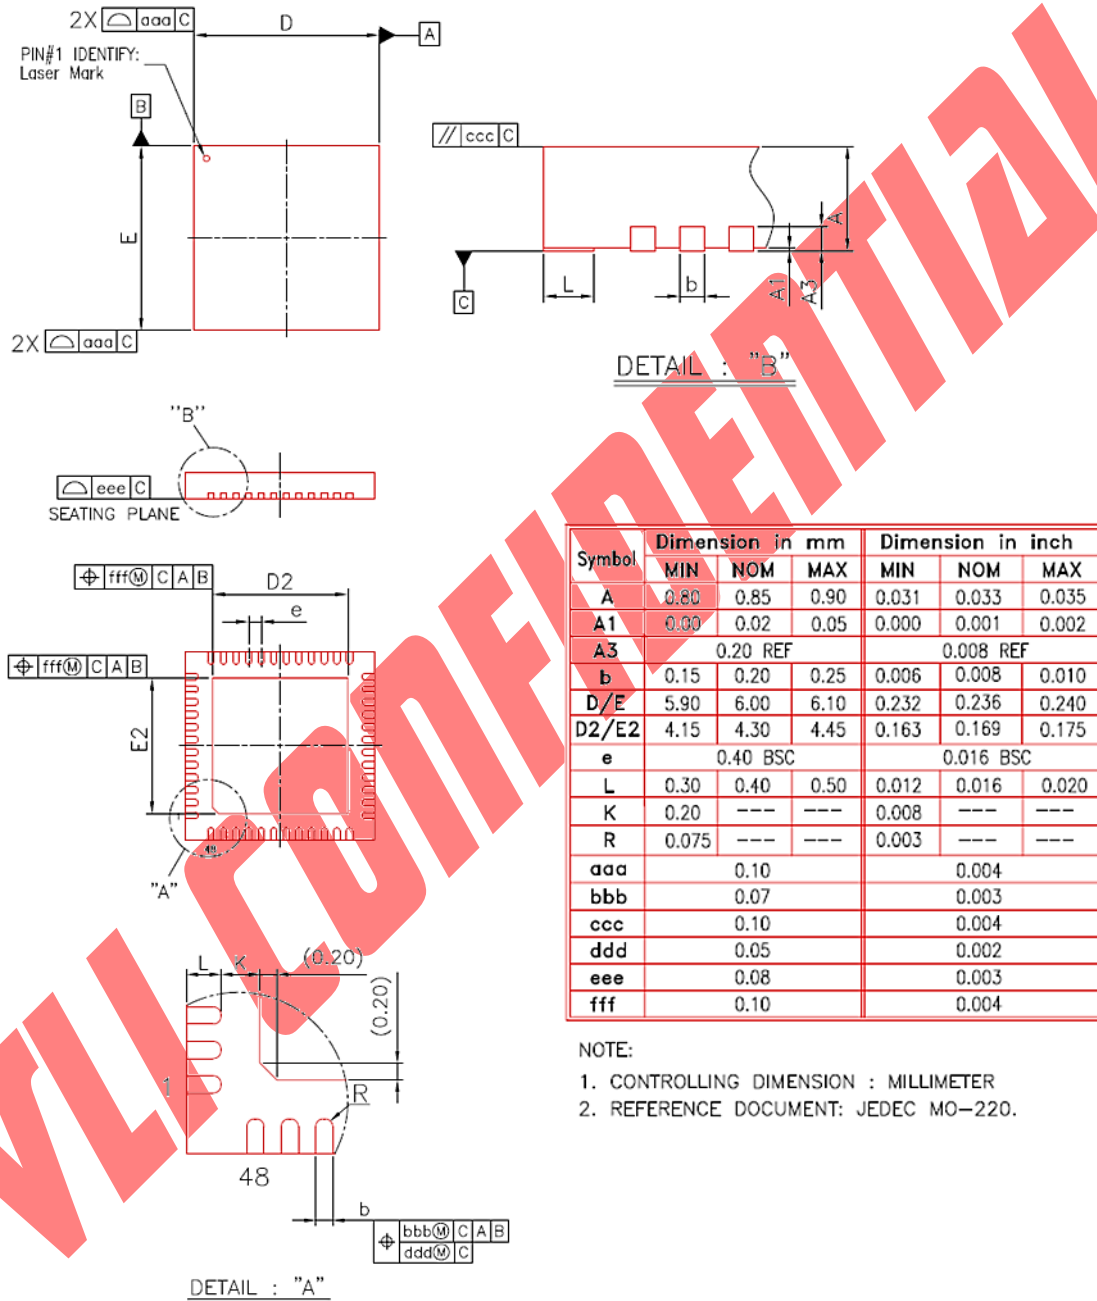 2X aaa C
D
A
PIN#1 IDENTIFY:
Laser Mark
B
E
2X aaa C
// ccc C
A
A1
A3
L
b
C
DETAIL : "B"
"B"
eee C
SEATING PLANE
fff Ⓜ C A B
D2
e
fff Ⓜ C A B
E2
48
"A"
Symbol Dimension in mm Dimension in inch
MIN NOM MAX MIN NOM MAX
A 0.80 0.85 0.90 0.031 0.033 0.035
A1 0.00 0.02 0.05 0.000 0.001 0.002
A3 0.20 REF 0.008 REF
b 0.15 0.20 0.25 0.006 0.008 0.010
D/E 5.90 6.00 6.10 0.232 0.236 0.240
D2/E2 4.15 4.30 4.45 0.163 0.169 0.175
e 0.40 BSC 0.016 BSC
L 0.30 0.40 0.50 0.012 0.016 0.020
K 0.20 --- --- 0.008 --- ---
R 0.075 --- --- 0.003 --- ---
aaa 0.10 0.004
bbb 0.07 0.003
ccc 0.10 0.004
ddd 0.05 0.002
eee 0.08 0.003
fff 0.10 0.004
NOTE:
1. CONTROLLING DIMENSION : MILLIMETER
2. REFERENCE DOCUMENT: JEDEC MO-220.
L K (0.20)
(0.20)
1
R
48
b
bbb Ⓜ C A B
ddd Ⓜ C
DETAIL : "A"
VLI CONFIDENTIAL